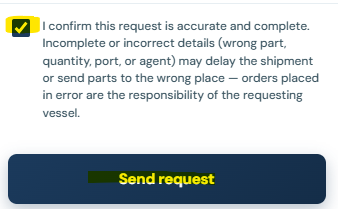 I confirm this request is accurate and complete.
Incomplete or incorrect details (wrong part,
quantity, port, or agent) may delay the shipment
or send parts to the wrong place — orders placed
in error are the responsibility of the requesting
vessel.
Send request